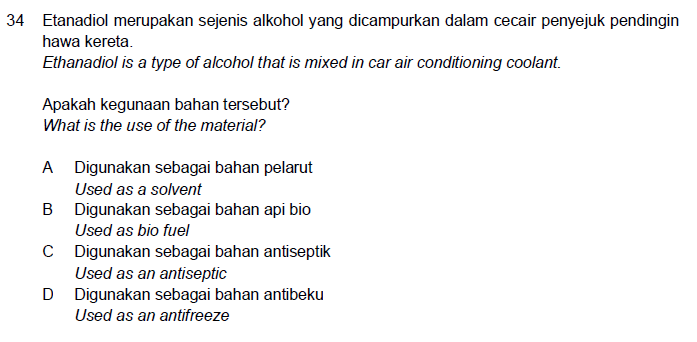 34 Etanadiol merupakan sejenis alkohol yang dicampurkan dalam cecair penyejuk pendingin
hawa kereta.
Ethanadiol is a type of alcohol that is mixed in car air conditioning coolant.
Apakah kegunaan bahan tersebut?
What is the use of the material?
A Digunakan sebagai bahan pelarut
Used as a solvent
B Digunakan sebagai bahan api bio
Used as bio fuel
C Digunakan sebagai bahan antiseptik
Used as an antiseptic
D Digunakan sebagai bahan antibeku
Used as an antifreeze